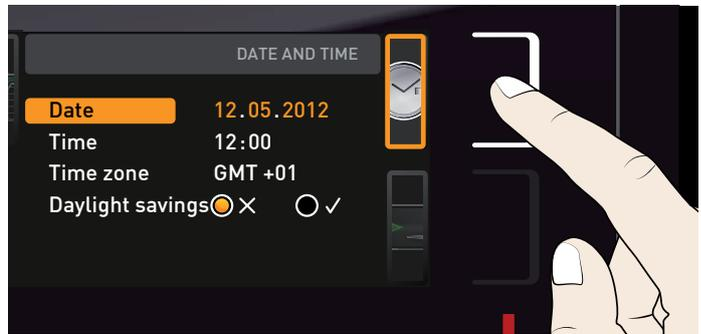 DATE AND TIME
Date 12.05.2012
Time 12:00
Time zone GMT +01
Daylight savings